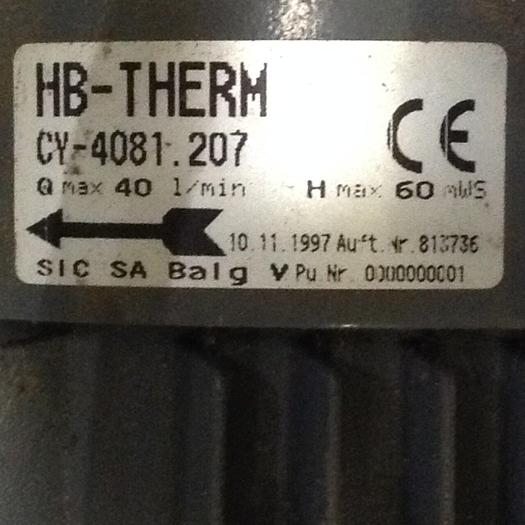 HB-THERM
CY-4081.207
CE
Q max 40 l/min H max 60 mWS
10.11.1997 Auft. Nr. 813736
SIC SA Balg V Pu Nr 0000000001